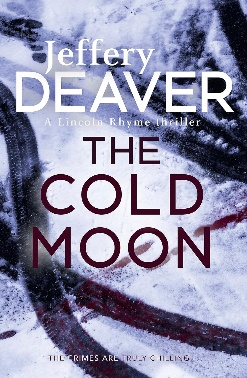 Jeffery
DEAVER
A Lincoln Rhyme thriller
THE
COLD
MOON
THE CRIMES ARE TRULY CHILLING...